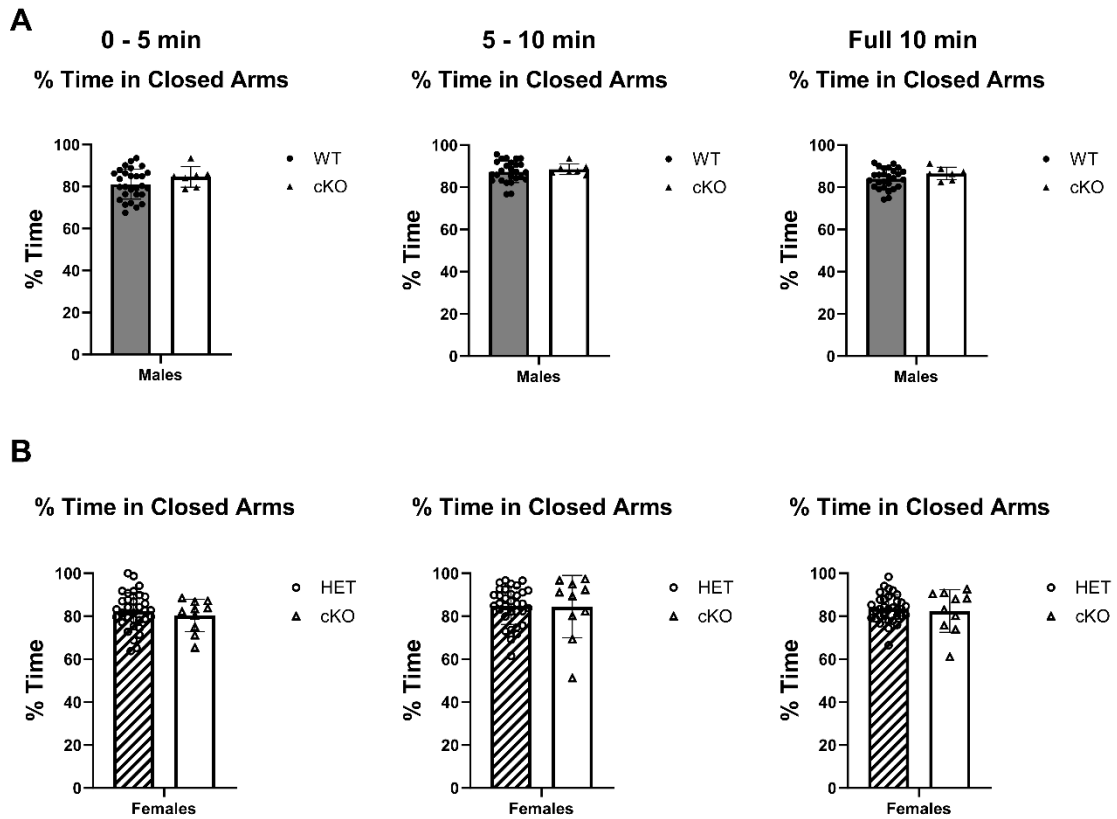 A
0 - 5 min
% Time in Closed Arms
100
80
60
40
20
0
% Time
Males
WT
cKO
5 - 10 min
% Time in Closed Arms
100
80
60
40
20
0
% Time
Males
WT
cKO
Full 10 min
% Time in Closed Arms
100
80
60
40
20
0
% Time
Males
WT
cKO
B
% Time in Closed Arms
100
80
60
40
20
0
% Time
Females
HET
cKO
% Time in Closed Arms
100
80
60
40
20
0
% Time
Females
HET
cKO
% Time in Closed Arms
100
80
60
40
20
0
% Time
Females
HET
cKO